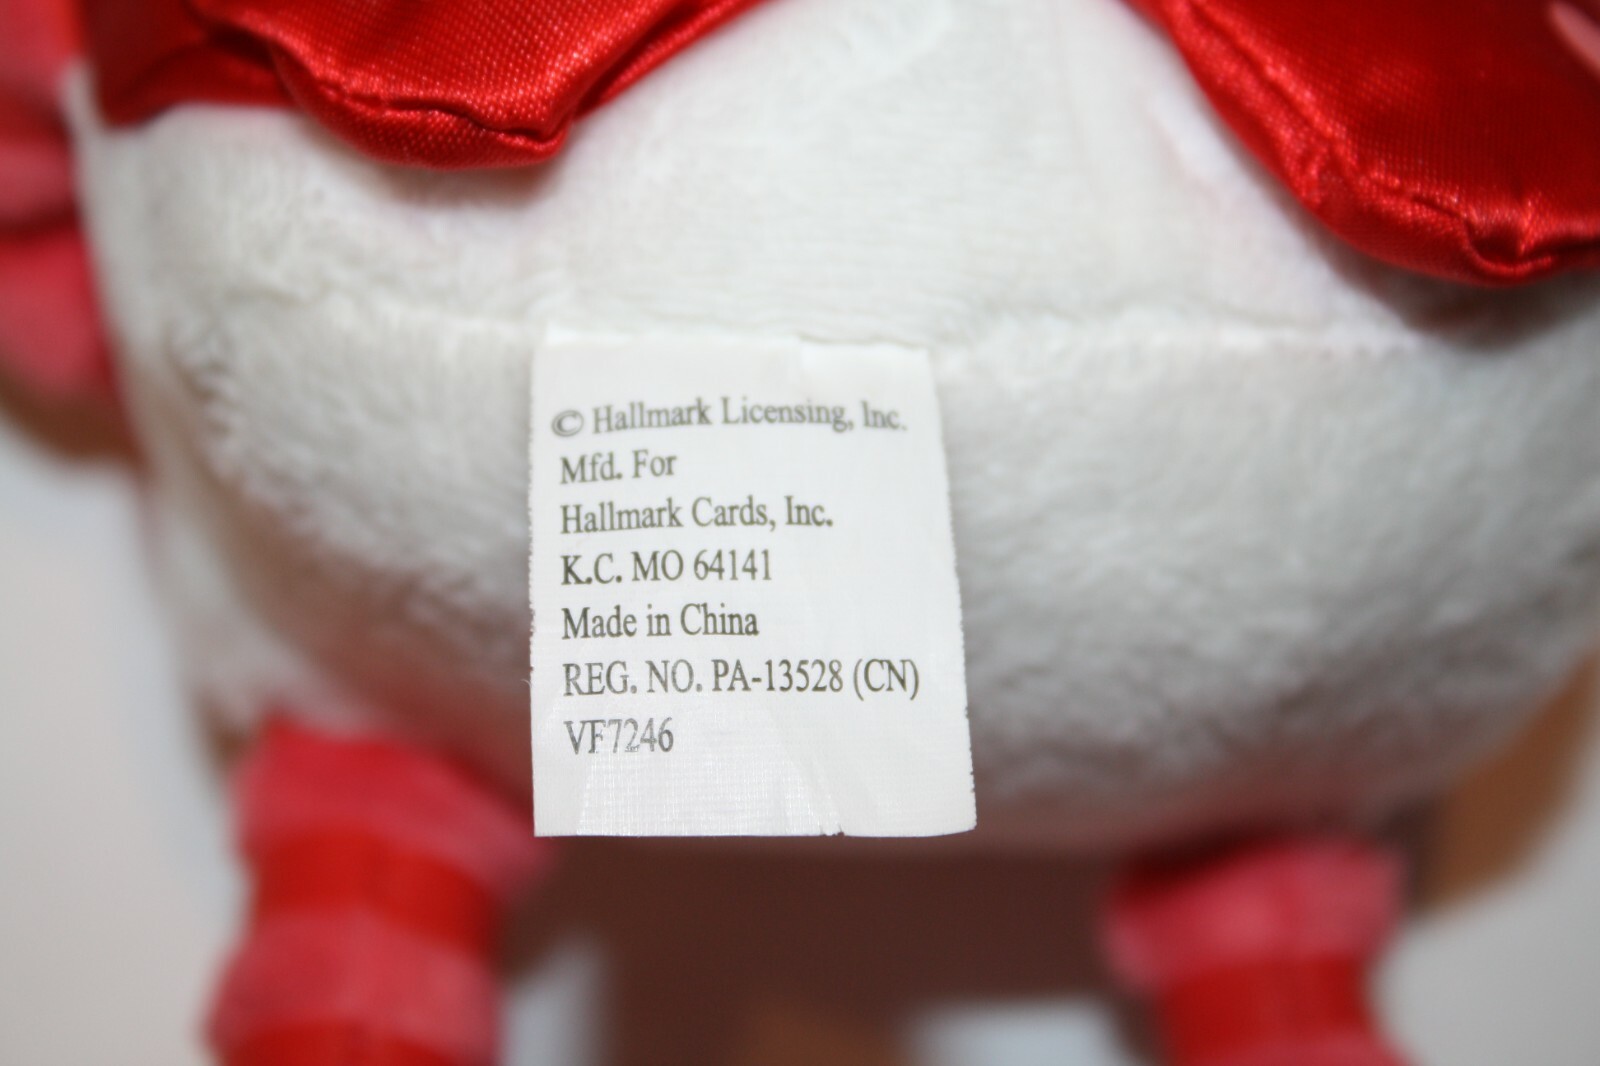 © Hallmark Licensing, Inc.
Mfd. For
Hallmark Cards, Inc.
K.C. MO 64141
Made in China
REG. NO. PA-13528 (CN)
VF7246